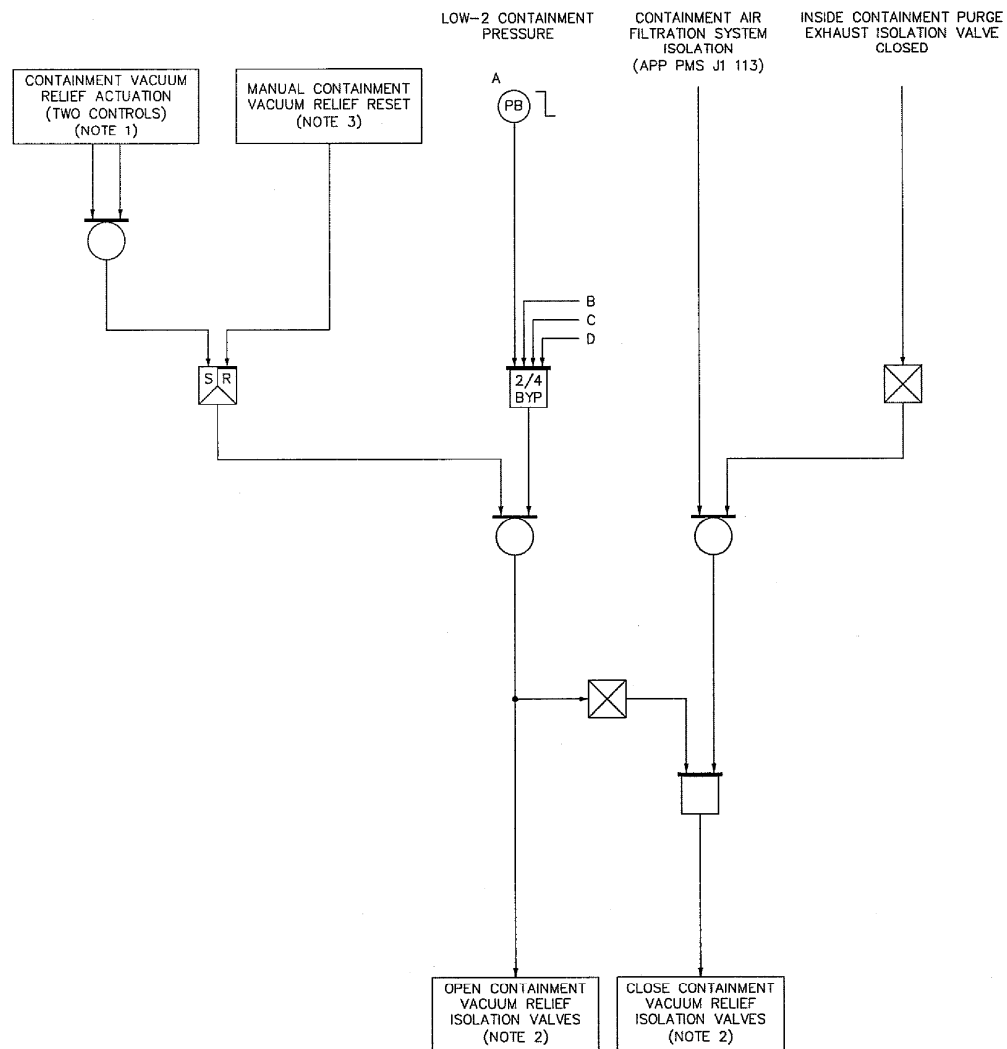 LOW-2 CONTAINMENT
PRESSURE
CONTAINMENT AIR
FILTRATION SYSTEM
ISOLATION
(APP PMS J1 113)
INSIDE CONTAINMENT PURGE
EXHAUST ISOLATION VALVE
CLOSED
CONTAINMENT VACUUM
RELIEF ACTUATION
(TWO CONTROLS)
(NOTE 1)
MANUAL CONTAINMENT
VACUUM RELIEF RESET
(NOTE 3)
A
PB
B
C
D
S R
2/4
BYP
OPEN CONTAINMENT
VACUUM RELIEF
ISOLATION VALVES
(NOTE 2)
CLOSE CONTAINMENT
VACUUM RELIEF
ISOLATION VALVES
(NOTE 2)